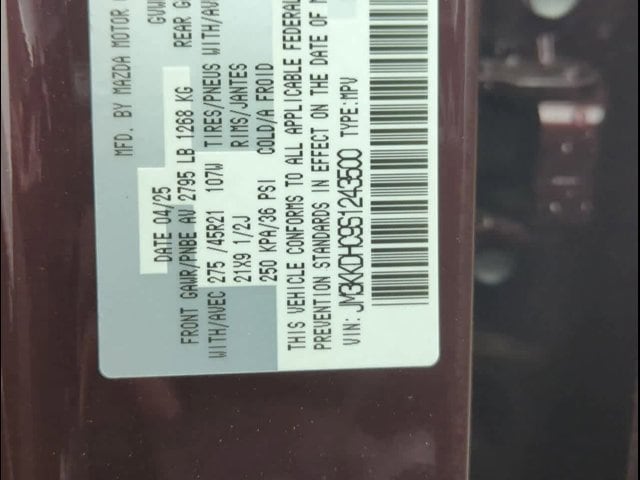 MFD. BY MAZDA MOTOR
DATE 04/25 GVW
FRONT GAWR/PNBE AV 2795 LB 1268 KG REAR G
WITH/AVEC 275 /45R21 107W TIRES/PNEUS WITH/AV
21X9 1/2J RIMS/JANTES
250 KPA/36 PSI COLD/A FROID
THIS VEHICLE CONFORMS TO ALL APPLICABLE FEDERAL
PREVENTION STANDARDS IN EFFECT ON THE DATE OF M
VIN: JM3KKDHC9S1243500 TYPE:MPV